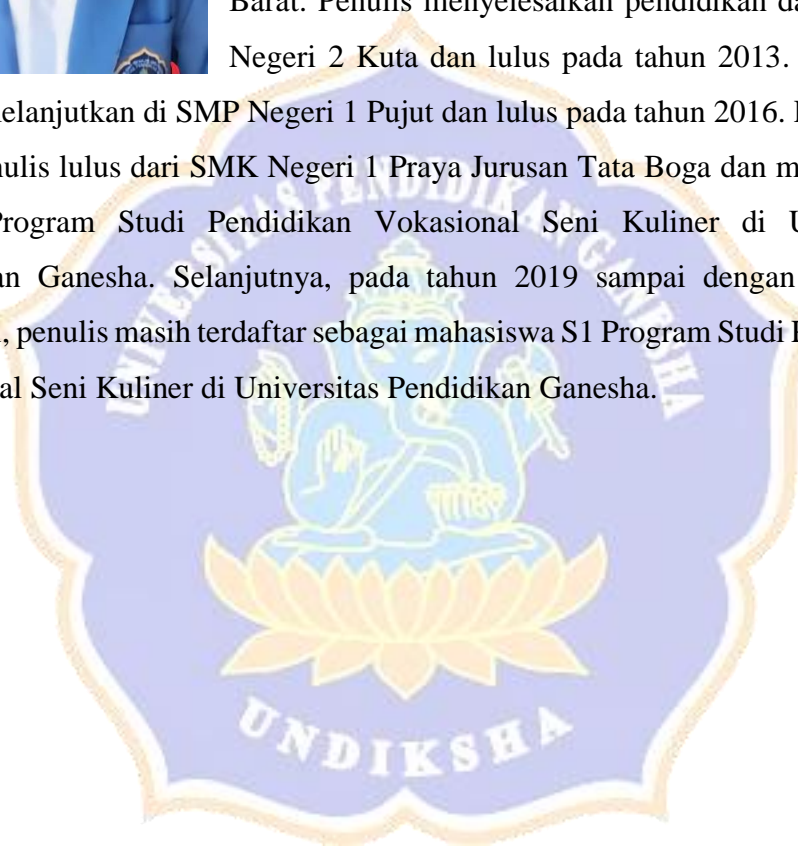 Barat. Penulis menyelesaikan pendidikan da
Negeri 2 Kuta dan lulus pada tahun 2013.
elanjutkan di SMP Negeri 1 Pujut dan lulus pada tahun 2016.
nulis lulus dari SMK Negeri 1 Praya Jurusan Tata Boga dan m
Program Studi Pendidikan Vokasional Seni Kuliner di U
an Ganesha. Selanjutnya, pada tahun 2019 sampai dengan
, penulis masih terdaftar sebagai mahasiswa S1 Program Studi
al Seni Kuliner di Universitas Pendidikan Ganesha.
UNIVERSITAS PENDIDIKAN GANESHA
UNDIKSHA